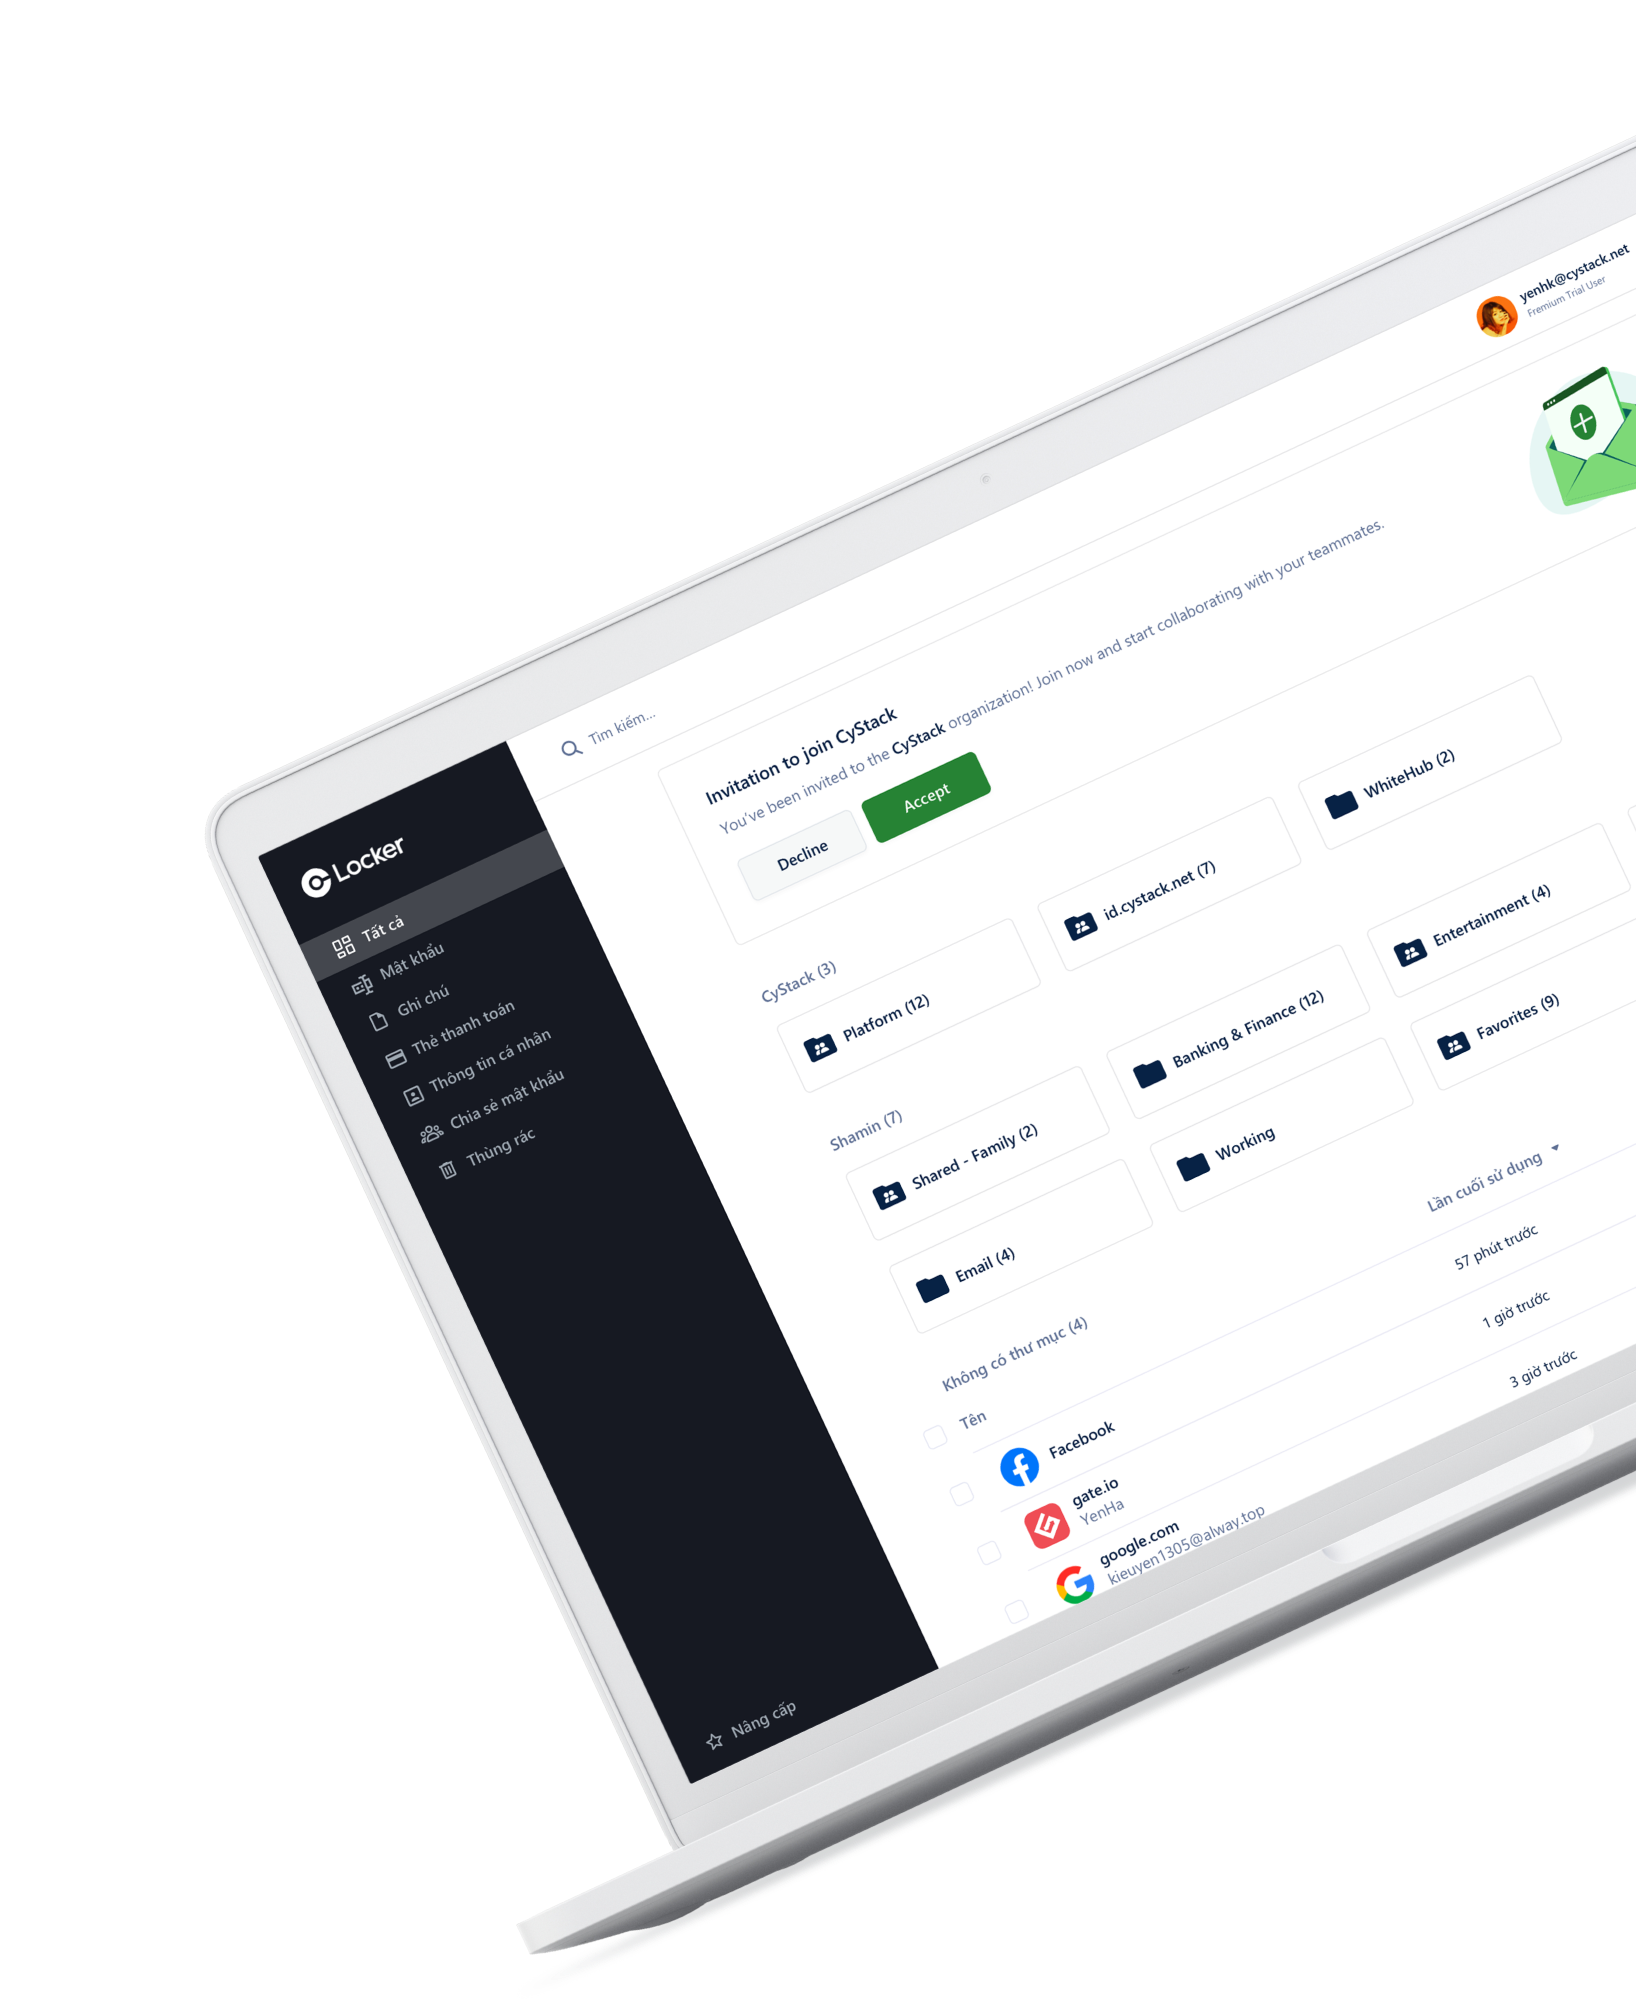 yenhk@cystack.net
Fremium Trial User
Tìm kiếm...
Locker
Tất cả
Mật khẩu
Ghi chú
Thẻ thanh toán
Thông tin cá nhân
Chia sẻ mật khẩu
Thùng rác
Nâng cấp
Invitation to join CyStack
You've been invited to the CyStack organization! Join now and start collaborating with your teammates.
Decline
Accept
CyStack (3)
Platform (12)
id.cystack.net (7)
WhiteHub (2)
Shamin (7)
Shared - Family (2)
Banking & Finance (12)
Entertainment (4)
Email (4)
Working
Favorites (9)
Không có thư mục (4)
Tên
Lần cuối sử dụng
Facebook
57 phút trước
gate.io
YenHa
1 giờ trước
google.com
kieuyen1305@alway.top
3 giờ trước